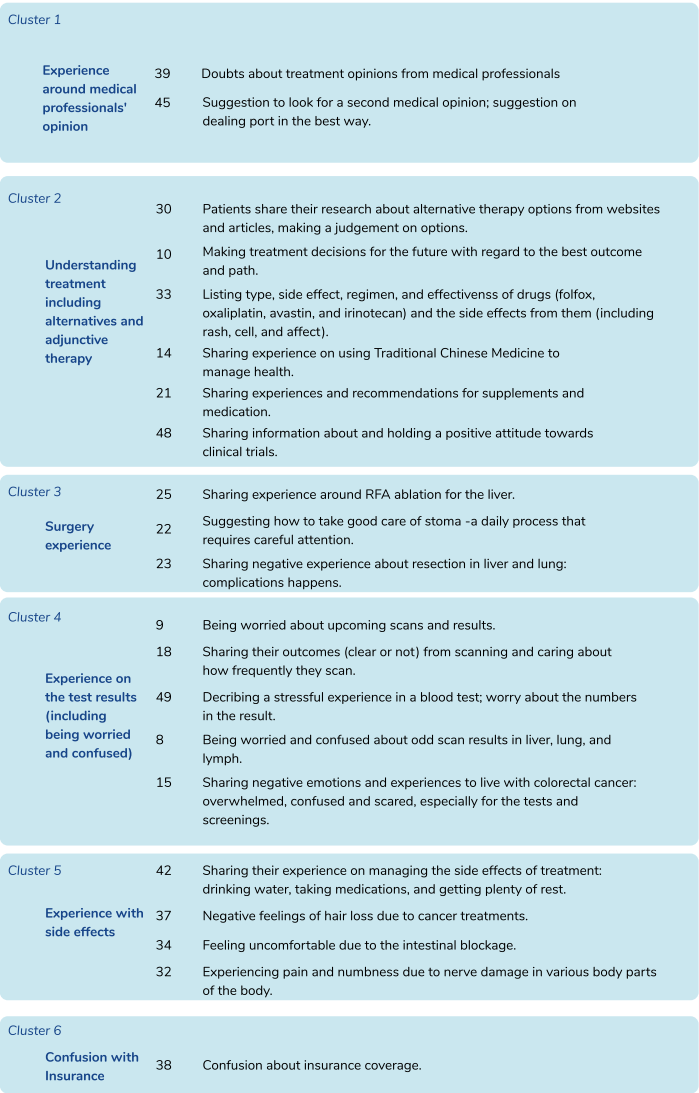 Cluster 1
Experience
around medical
professionals'
opinion
39 Doubts about treatment opinions from medical professionals
45 Suggestion to look for a second medical opinion; suggestion on
dealing port in the best way.
Cluster 2
Understanding
treatment
including
alternatives and
adjunctive
therapy
30 Patients share their research about alternative therapy options from websites
and articles, making a judgement on options.
10 Making treatment decisions for the future with regard to the best outcome
and path.
33 Listing type, side effect, regimen, and effectivenss of drugs (folfox,
oxaliplatin, avastin, and irinotecan) and the side effects from them (including
rash, cell, and affect).
14 Sharing experience on using Traditional Chinese Medicine to
manage health.
21 Sharing experiences and recommendations for supplements and
medication.
48 Sharing information about and holding a positive attitude towards
clinical trials.
Cluster 3
Surgery
experience
25 Sharing experience around RFA ablation for the liver.
22 Suggesting how to take good care of stoma -a daily process that
requires careful attention.
23 Sharing negative experience about resection in liver and lung:
complications happens.
Cluster 4
Experience on
the test results
(including
being worried
and confused)
9 Being worried about upcoming scans and results.
18 Sharing their outcomes (clear or not) from scanning and caring about
how frequently they scan.
49 Decribing a stressful experience in a blood test; worry about the numbers
in the result.
8 Being worried and confused about odd scan results in liver, lung, and
lymph.
15 Sharing negative emotions and experiences to live with colorectal cancer:
overwhelmed, confused and scared, especially for the tests and
screenings.
Cluster 5
Experience with
side effects
42 Sharing their experience on managing the side effects of treatment:
drinking water, taking medications, and getting plenty of rest.
37 Negative feelings of hair loss due to cancer treatments.
34 Feeling uncomfortable due to the intestinal blockage.
32 Experiencing pain and numbness due to nerve damage in various body parts
of the body.
Cluster 6
Confusion with
Insurance
38 Confusion about insurance coverage.